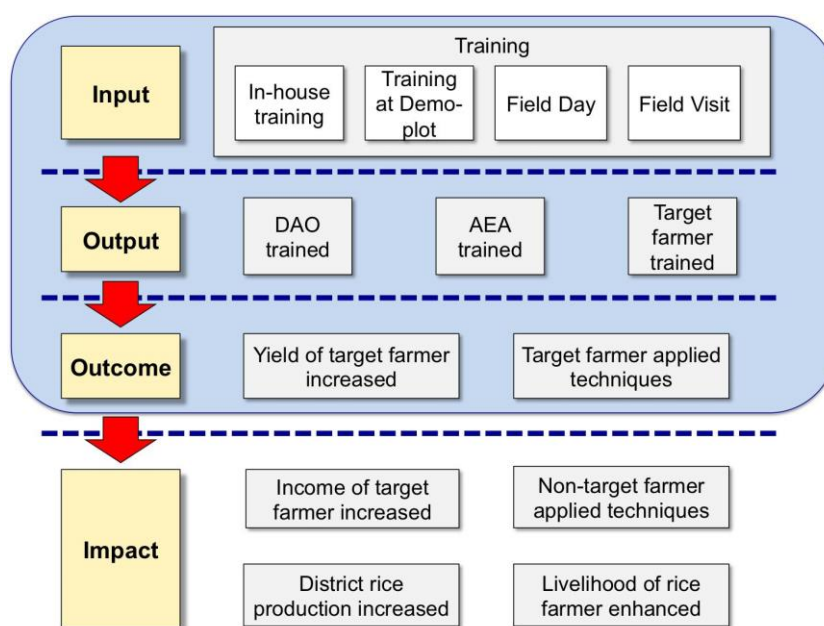 Training
Input
In-house
training
Training
at Demo-
plot
Field Day
Field Visit
Output
DAO
trained
AEA
trained
Target
farmer
trained
Outcome
Yield of target farmer
increased
Target farmer applied
techniques
Impact
Income of target
farmer increased
Non-target farmer
applied techniques
District rice
production increased
Livelihood of rice
farmer enhanced